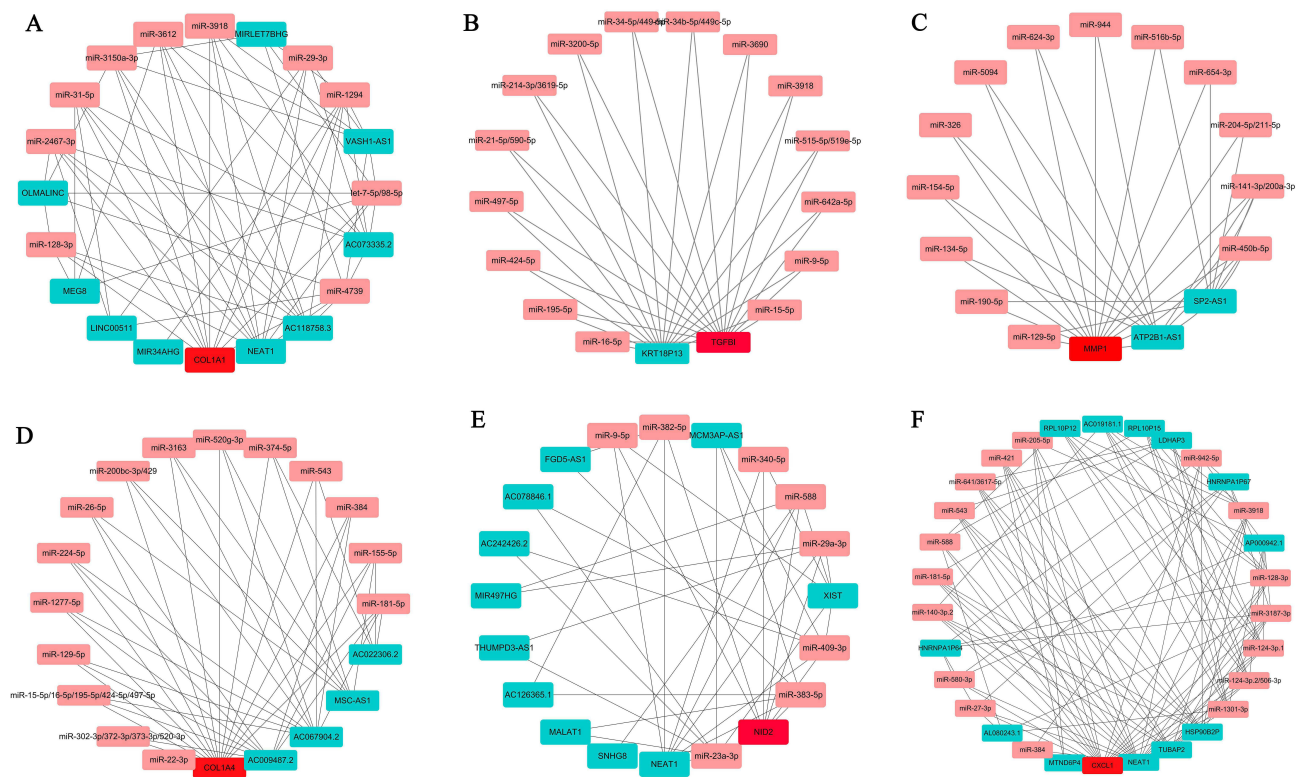 A
miR-3918
miR-3612
MIRLET7BHG
miR-3150a-3p
miR-29-3p
miR-31-5p
miR-1294
miR-2467-3p
VASH1-AS1
OLMALINC
let-7-5p/98-5p
miR-128-3p
AC073335.2
MEG8
miR-4739
LINC00511
AC118758.3
MIR34AHG
COL1A1
NEAT1
B
miR-34-5p/449-5p
miR-34b-5p/449c-5p
miR-3200-5p
miR-3690
miR-214-3p/3619-5p
miR-3918
miR-21-5p/590-5p
miR-515-5p/519e-5p
miR-497-5p
miR-642a-5p
miR-424-5p
miR-9-5p
miR-195-5p
miR-15-5p
miR-16-5p
KRT18P13
TGFBI
C
miR-944
miR-624-3p
miR-516b-5p
miR-5094
miR-654-3p
miR-326
miR-204-5p/211-5p
miR-154-5p
miR-141-3p/200a-3p
miR-134-5p
miR-450b-5p
miR-190-5p
SP2-AS1
miR-129-5p
MMP1
ATP2B1-AS1
D
miR-520g-3p
miR-3163
miR-374-5p
miR-200bc-3p/429
miR-543
miR-26-5p
miR-384
miR-224-5p
miR-155-5p
miR-1277-5p
miR-181-5p
miR-129-5p
AC022306.2
miR-15-5p/16-5p/195-5p/424-5p/497-5p
MSC-AS1
miR-302-3p/372-3p/373-3p/520-3p
AC067904.2
miR-22-3p
COL1A4
AC009487.2
E
miR-382-5p
miR-9-5p
MCM3AP-AS1
FGD5-AS1
miR-340-5p
AC078846.1
miR-588
AC242426.2
miR-29a-3p
MIR497HG
XIST
THUMPD3-AS1
miR-409-3p
AC126365.1
miR-383-5p
MALAT1
NID2
SNHG8
NEAT1
miR-23a-3p
F
AC019181.1
RPL10P12
RPL10P15
miR-205-5p
LDHAP3
miR-421
miR-942-5p
miR-641/3617-5p
HNRNPA1P67
miR-543
miR-3918
miR-588
AP000942.1
miR-181-5p
miR-128-3p
miR-140-3p.2
miR-3187-3p
HNRNPA1P64
miR-124-3p.1
miR-580-3p
miR-124-3p.2/506-3p
miR-27-3p
miR-1301-3p
AL080243.1
HSP90B2P
miR-384
TUBAP2
MTND6P4
CXCL1
NEAT1